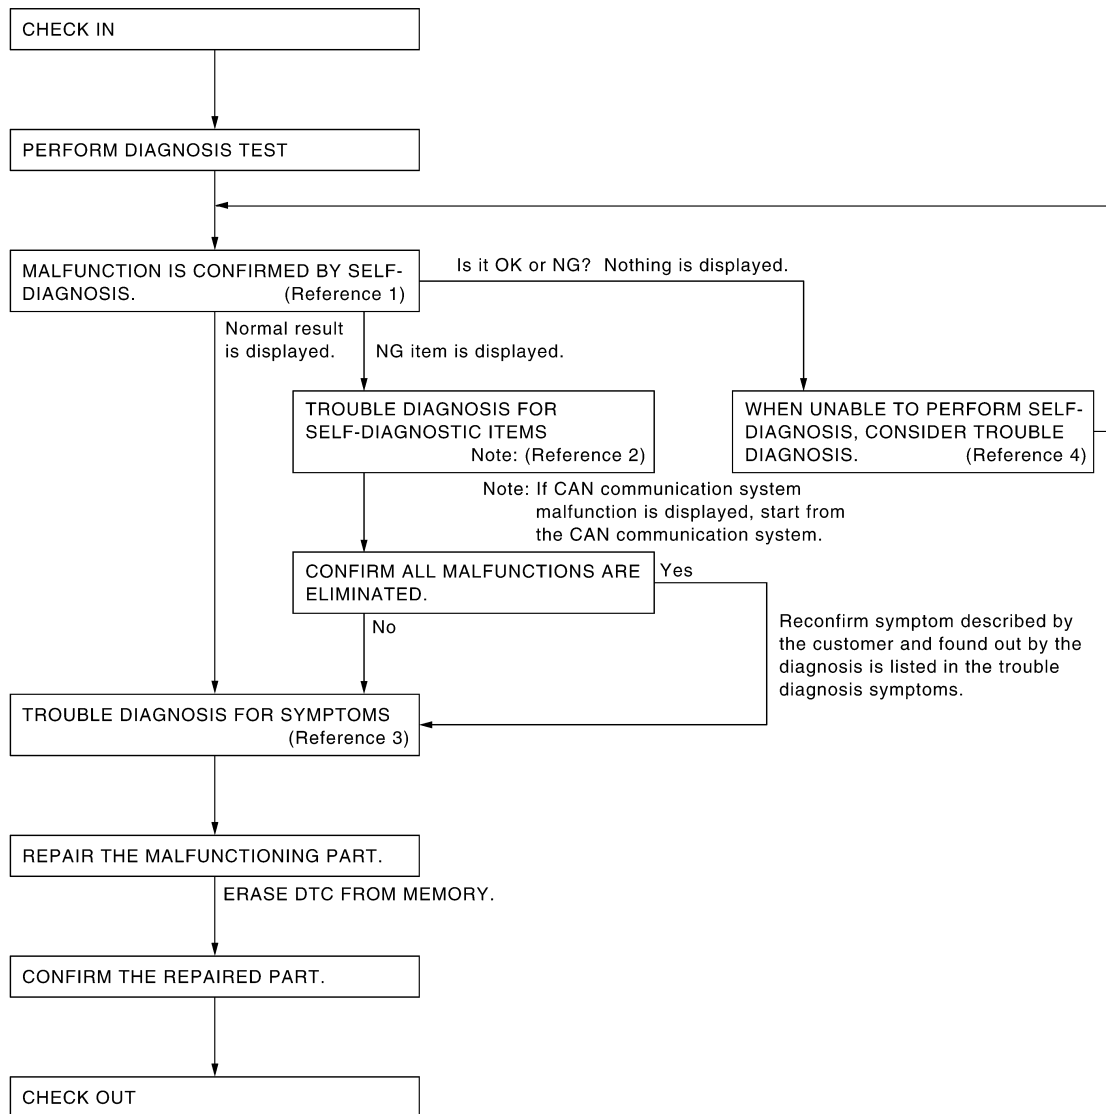 CHECK IN
PERFORM DIAGNOSIS TEST
MALFUNCTION IS CONFIRMED BY SELF-
DIAGNOSIS. (Reference 1)
Is it OK or NG? Nothing is displayed.
Normal result
is displayed.
NG item is displayed.
TROUBLE DIAGNOSIS FOR
SELF-DIAGNOSTIC ITEMS
Note: (Reference 2)
WHEN UNABLE TO PERFORM SELF-
DIAGNOSIS, CONSIDER TROUBLE
DIAGNOSIS. (Reference 4)
Note: If CAN communication system
malfunction is displayed, start from
the CAN communication system.
CONFIRM ALL MALFUNCTIONS ARE
ELIMINATED.
Yes
No
Reconfirm symptom described by
the customer and found out by the
diagnosis is listed in the trouble
diagnosis symptoms.
TROUBLE DIAGNOSIS FOR SYMPTOMS
(Reference 3)
REPAIR THE MALFUNCTIONING PART.
ERASE DTC FROM MEMORY.
CONFIRM THE REPAIRED PART.
CHECK OUT